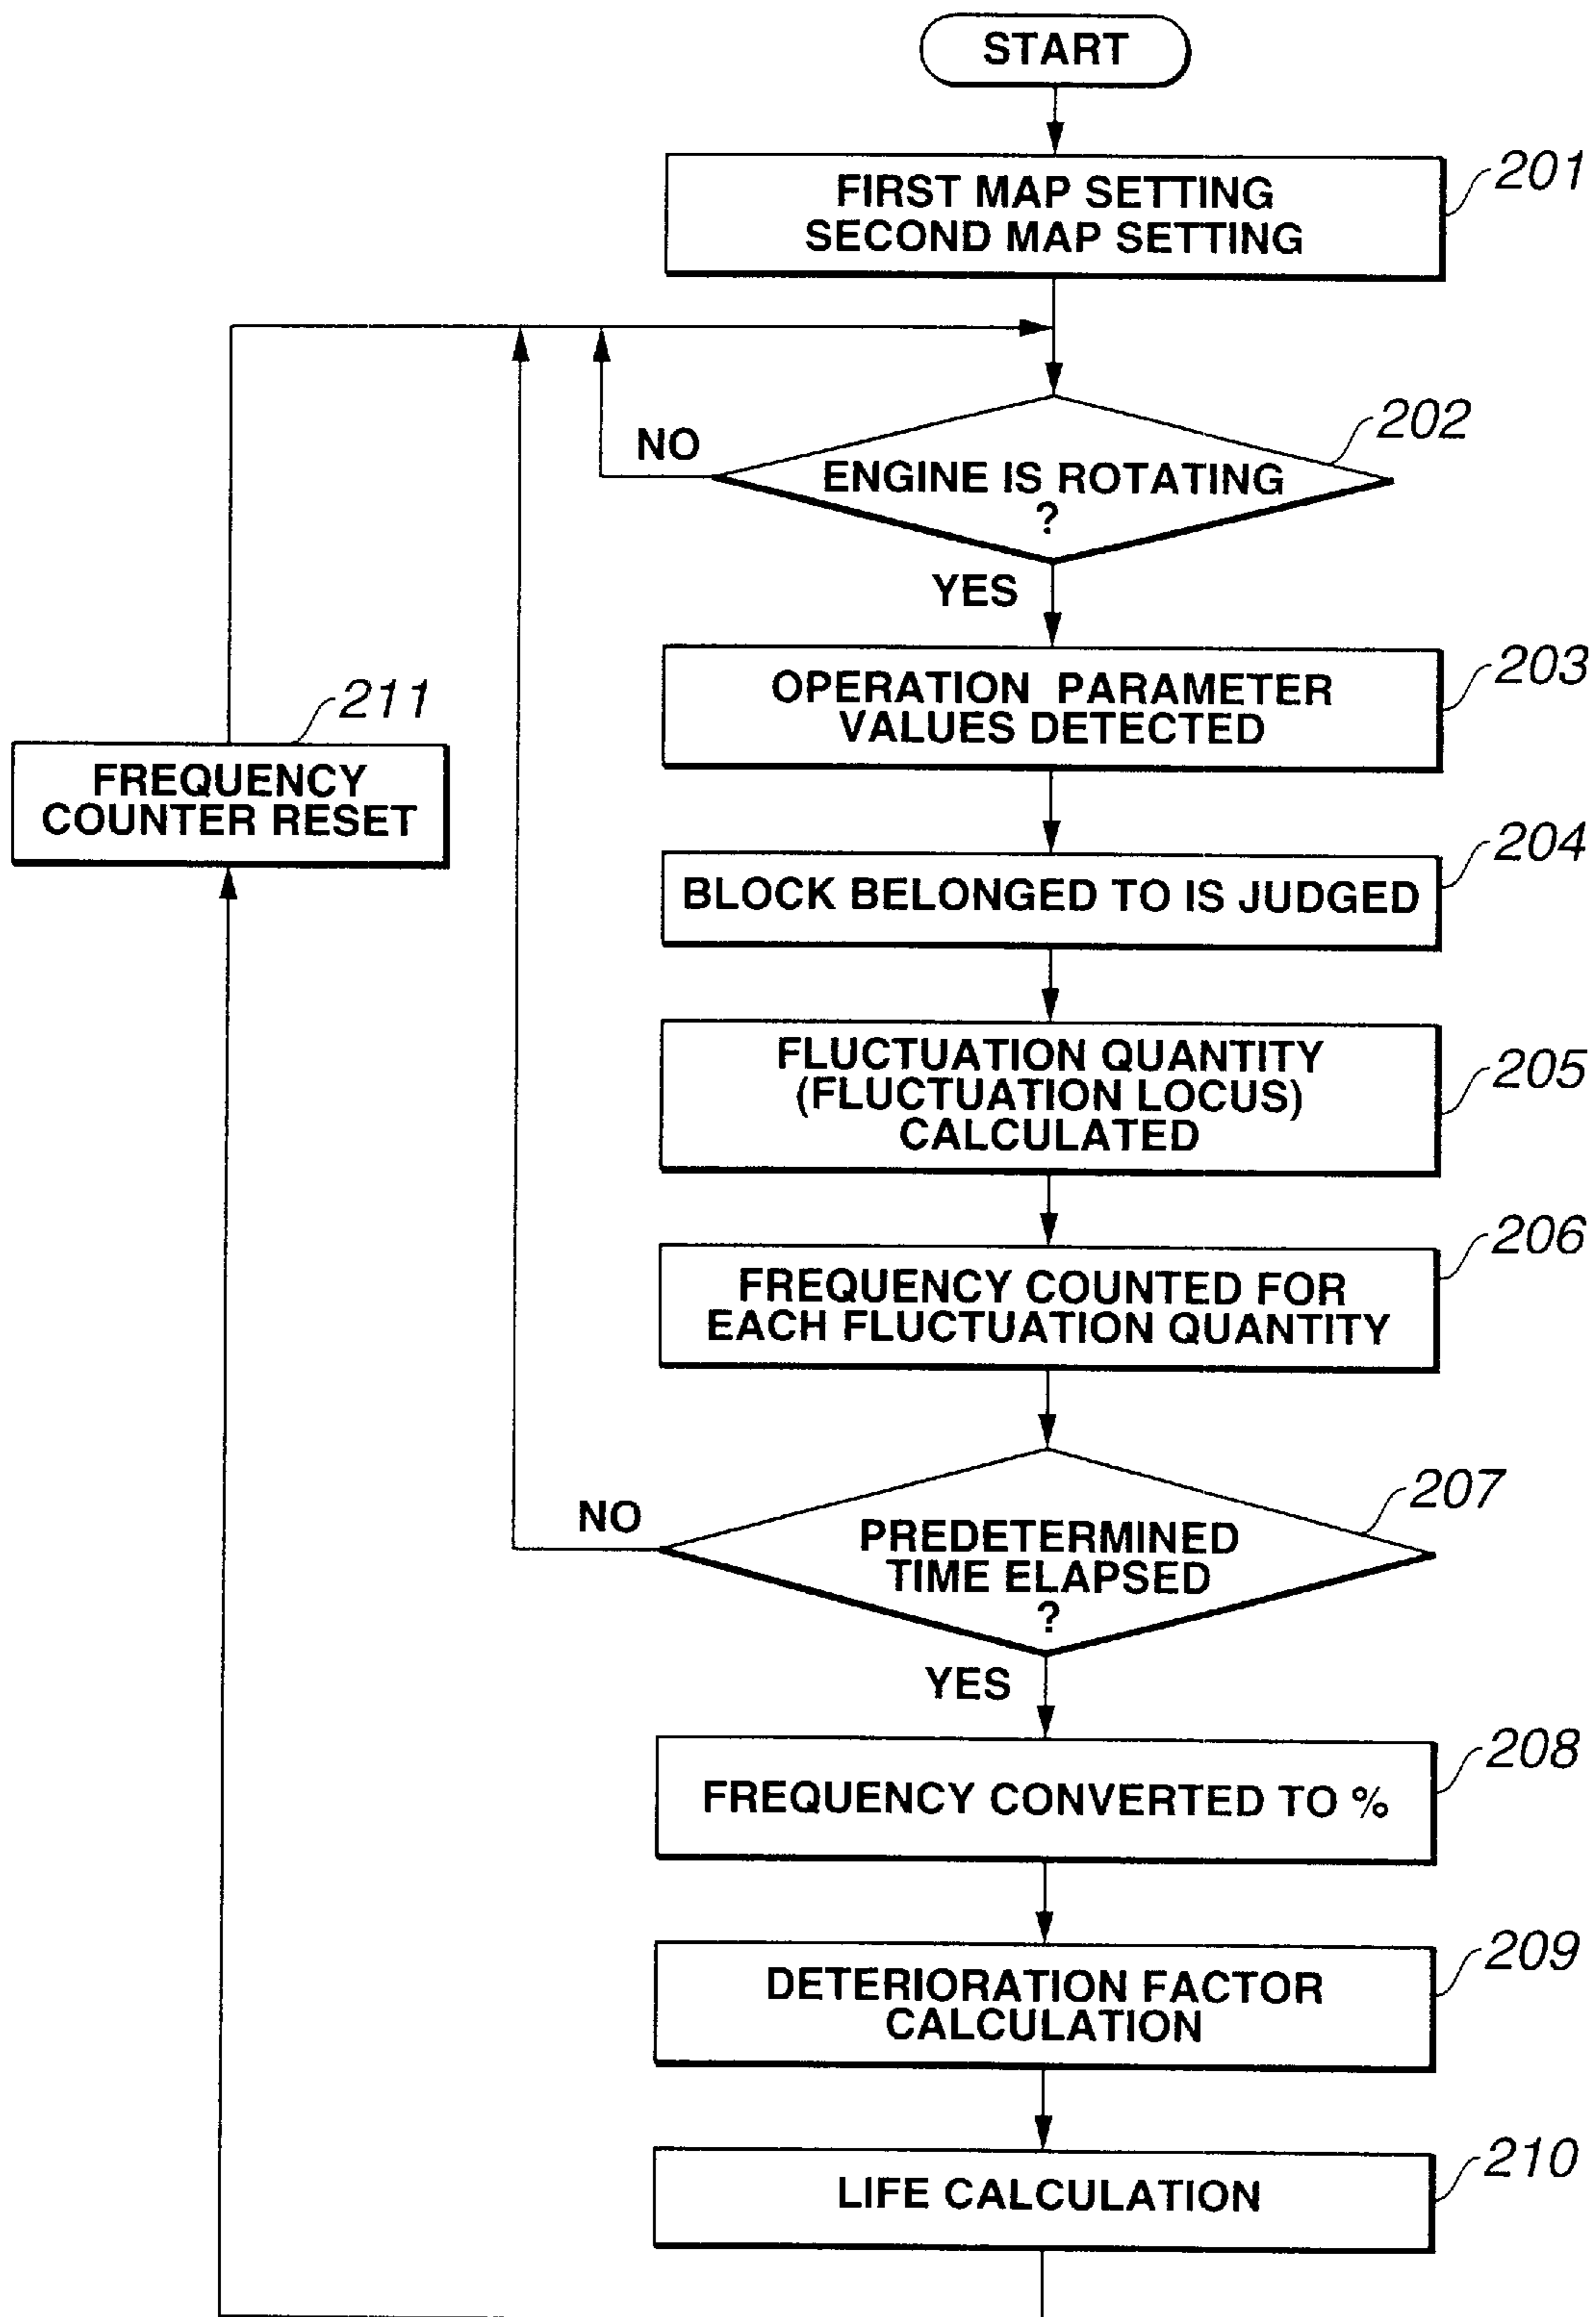 START
FIRST MAP SETTING
SECOND MAP SETTING
201
NO
ENGINE IS ROTATING
?
202
YES
OPERATION PARAMETER
VALUES DETECTED
203
211
FREQUENCY
COUNTER RESET
BLOCK BELONGED TO IS JUDGED
204
FLUCTUATION QUANTITY
(FLUCTUATION LOCUS)
CALCULATED
205
FREQUENCY COUNTED FOR
EACH FLUCTUATION QUANTITY
206
NO
PREDETERMINED
TIME ELAPSED
?
207
YES
FREQUENCY CONVERTED TO %
208
DETERIORATION FACTOR
CALCULATION
209
LIFE CALCULATION
210